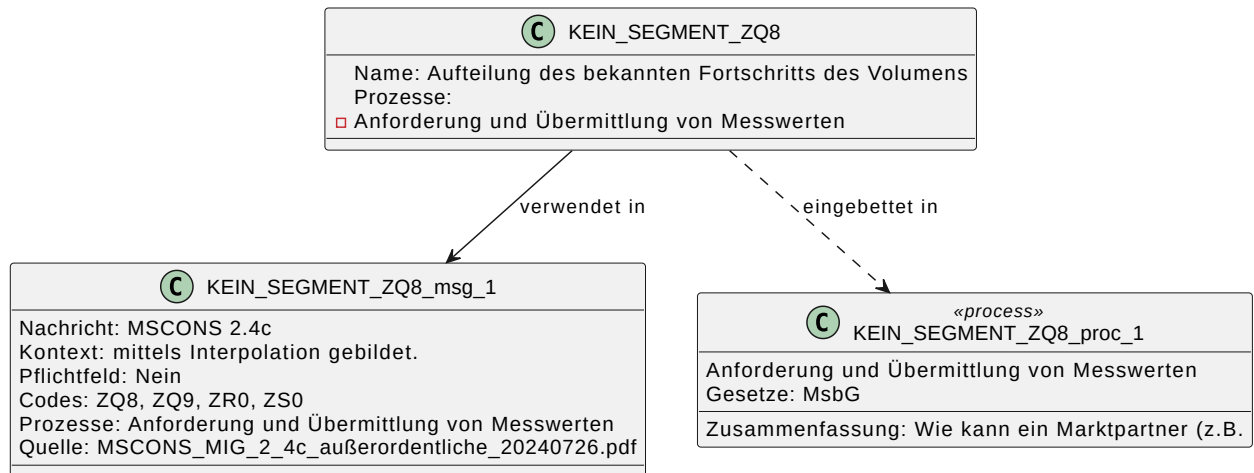 C KEIN_SEGMENT_ZQ8
Name: Aufteilung des bekannten Fortschritts des Volumens
Prozesse:
Anforderung und Übermittlung von Messwerten
verwendet in
eingebettet in
C KEIN_SEGMENT_ZQ8_msg_1
Nachricht: MSCONS 2.4c
Kontext: mittels Interpolation gebildet.
Pflichtfeld: Nein
Codes: ZQ8, ZQ9, ZR0, ZS0
Prozesse: Anforderung und Übermittlung von Messwerten
Quelle: MSCONS_MIG_2_4c_außerordentliche_20240726.pdf
«process»
C KEIN_SEGMENT_ZQ8_proc_1
Anforderung und Übermittlung von Messwerten
Gesetze: MsbG
Zusammenfassung: Wie kann ein Marktpartner (z.B.